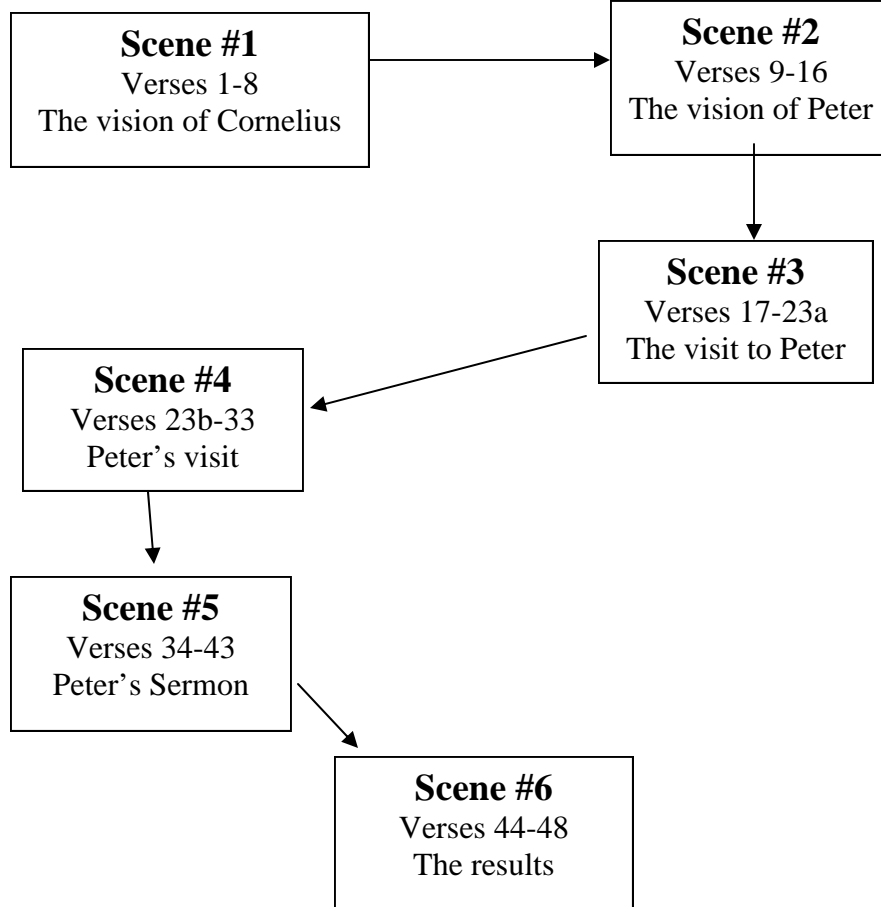 Scene #1
Verses 1-8
The vision of Cornelius
Scene #2
Verses 9-16
The vision of Peter
Scene #3
Verses 17-23a
The visit to Peter
Scene #4
Verses 23b-33
Peter’s visit
Scene #5
Verses 34-43
Peter’s Sermon
Scene #6
Verses 44-48
The results